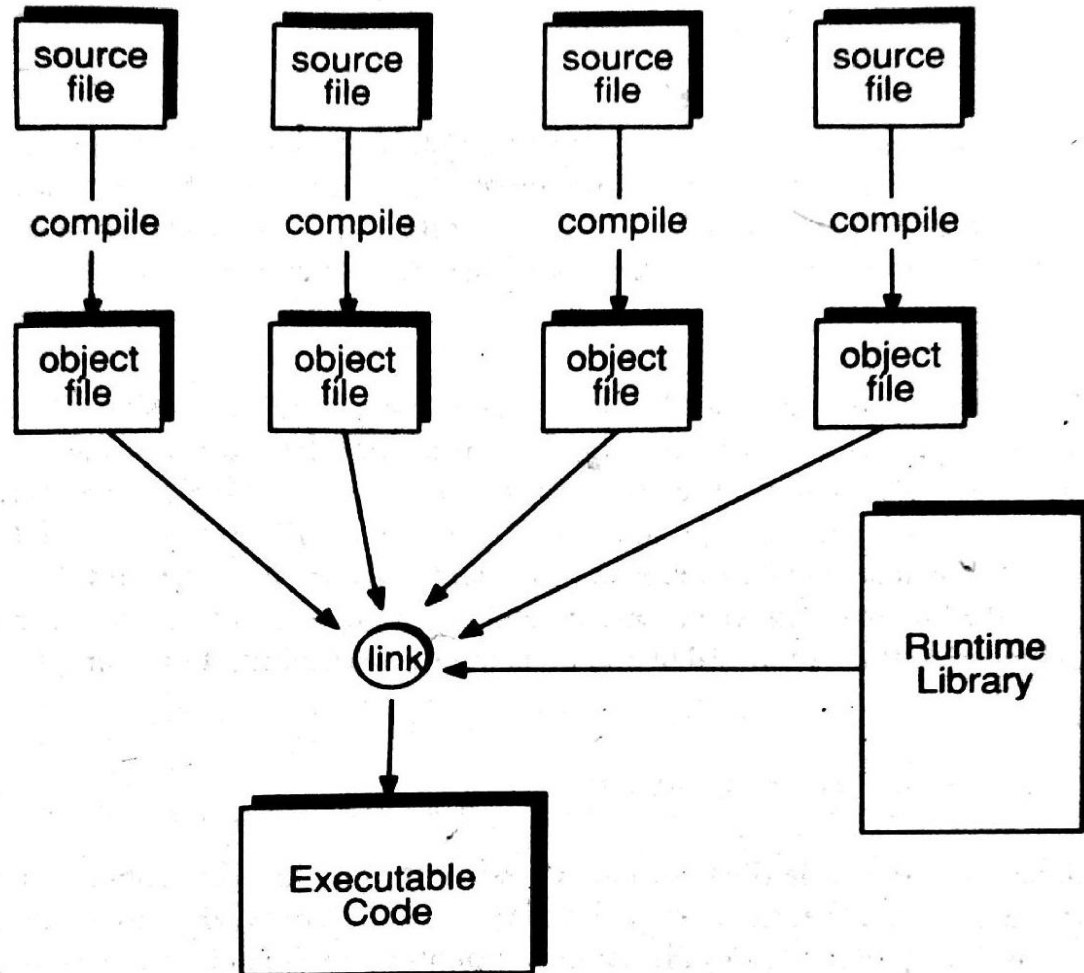 source
file
source
file
source
file
source
file
compile
compile
compile
compile
object
file
object
file
object
file
object
file
link
Runtime
Library
Executable
Code